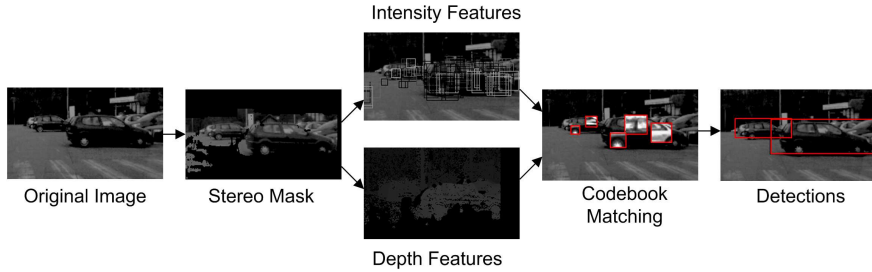 Intensity Features
Original Image
Stereo Mask
Codebook
Matching
Detections
Depth Features